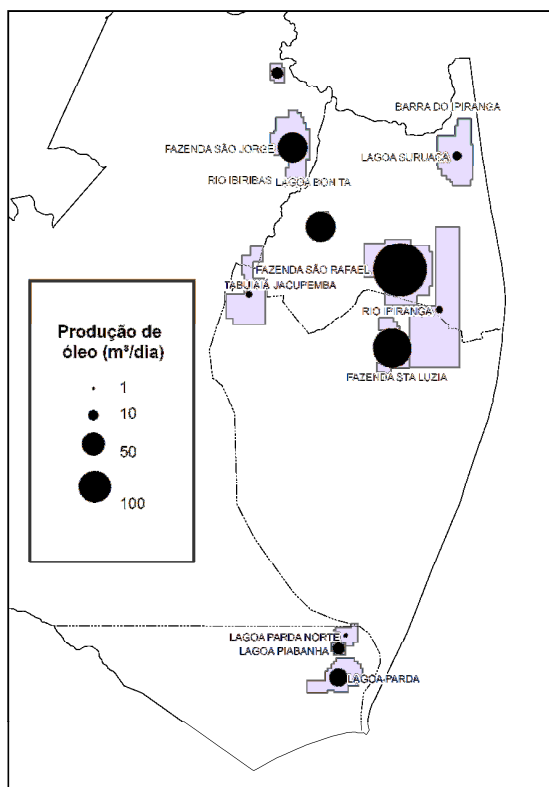 BARRA DO IPIRANGA
FAZENDA SÃO JORGE
LAGOA SURUACA
RIO IBIRIBAS
LAGOA BONITA
FAZENDA SÃO RAFAEL
TABUIAIÁ
JACUPEMBA
RIO IPIRANGA
FAZENDA STA LUZIA
Produção de
óleo (m³/dia)
1
10
50
100
LAGOA PARDA NORTE
LAGOA PIABANHA
LAGOA PARDA